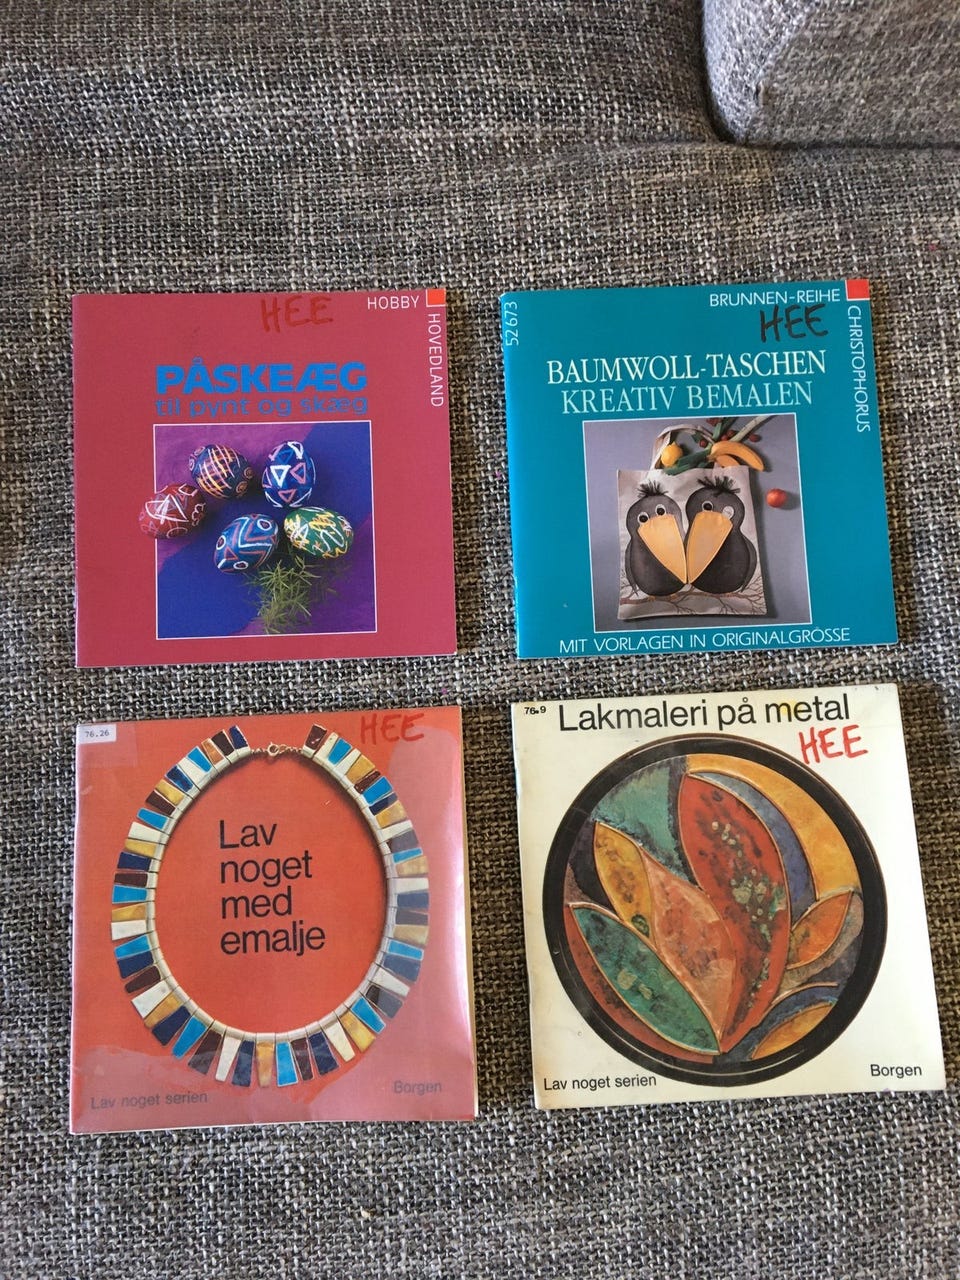 HEE
HOBBY
HOVEDLAND
PÅSKEÆG
til pynt og skæg
52 673
BRUNNEN-REIHE
HEE
CHRISTOPHORUS
BAUMWOLL-TASCHEN
KREATIV BEMALEN
MIT VORLAGEN IN ORIGINALGRÖSSE
76.26
HEE
Lav
noget
med
emalje
Lav noget serien
Borgen
76.9
Lakmaleri på metal
HEE
Lav noget serien
Borgen